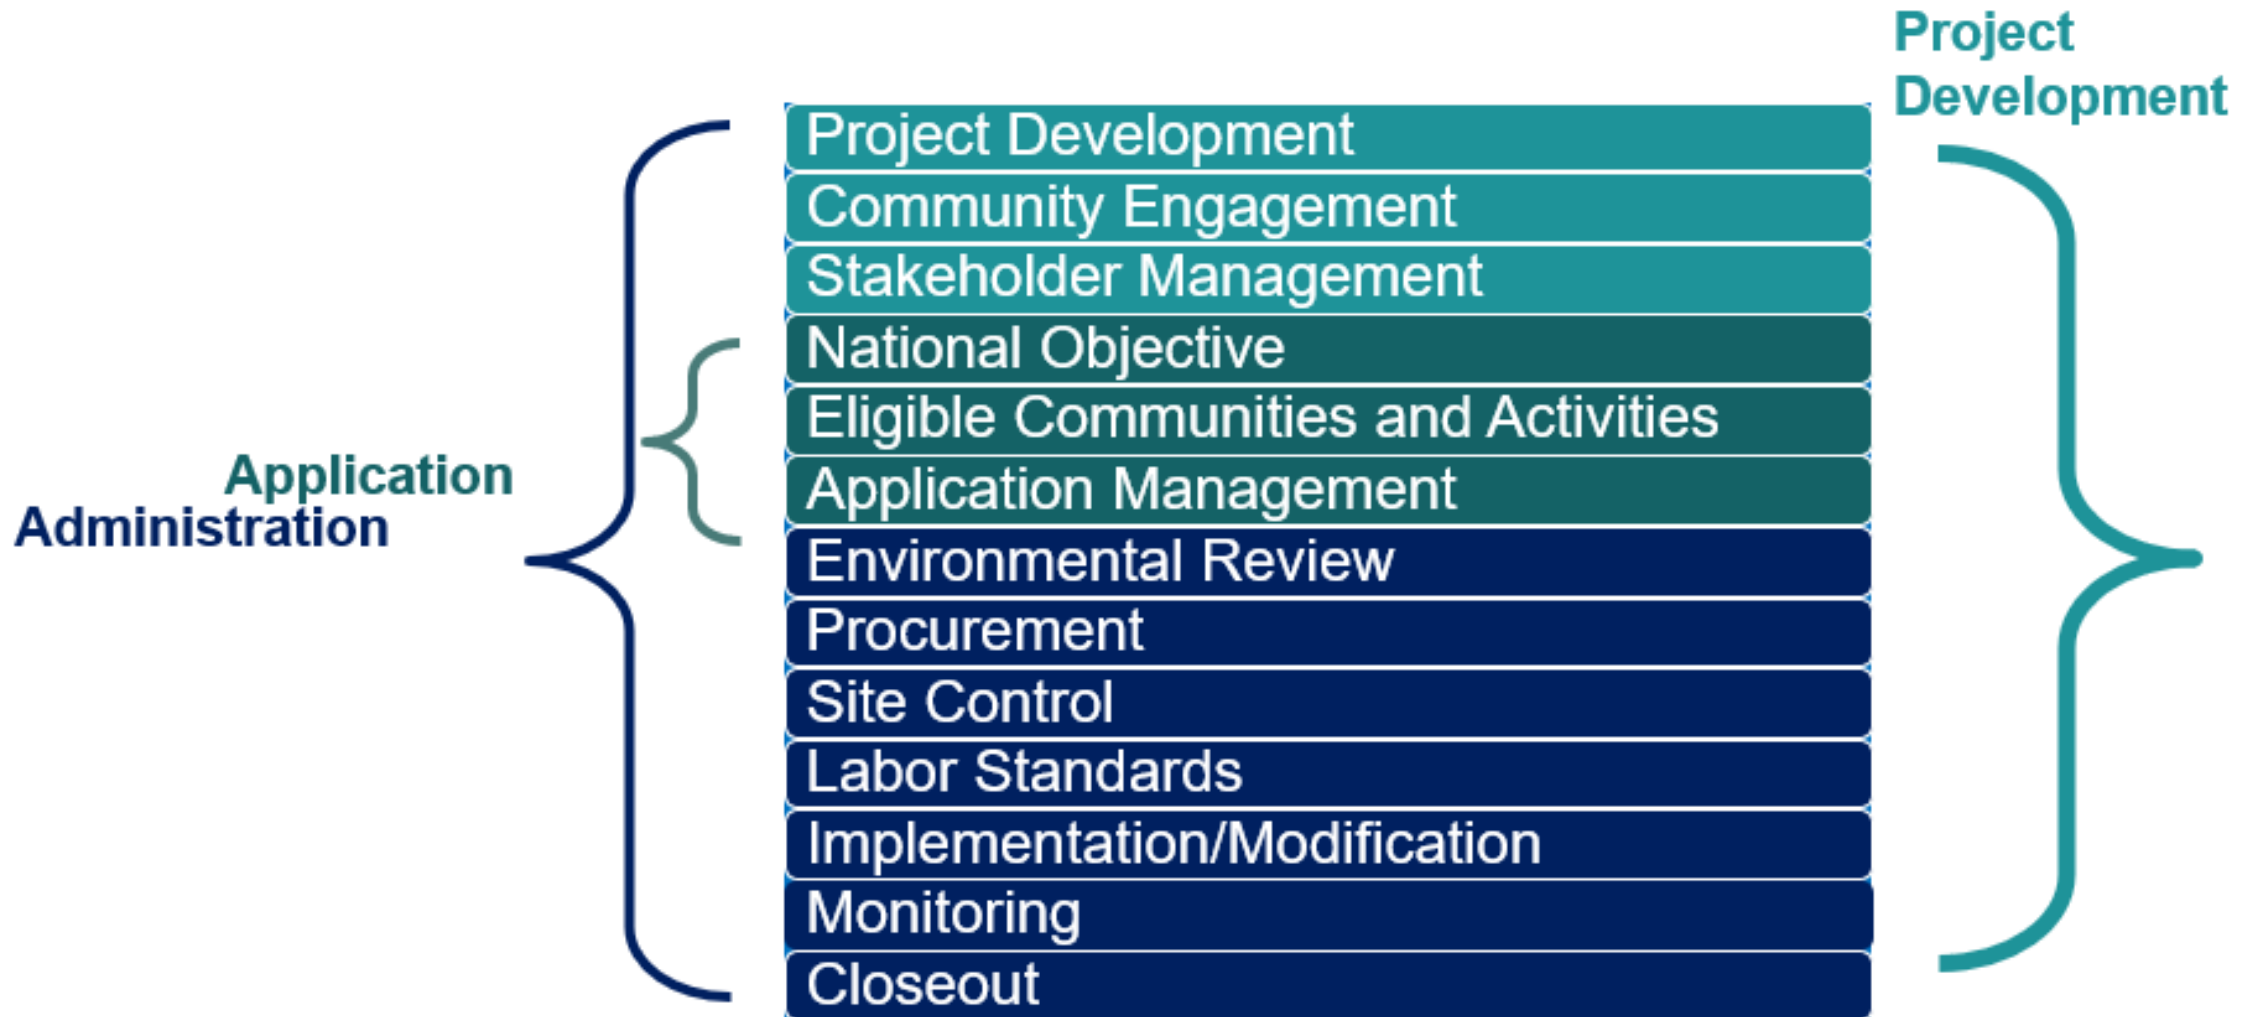 Project
Development
Project Development
Community Engagement
Stakeholder Management
National Objective
Eligible Communities and Activities
Application
Application Management
Administration
Environmental Review
Procurement
Site Control
Labor Standards
Implementation/Modification
Monitoring
Closeout